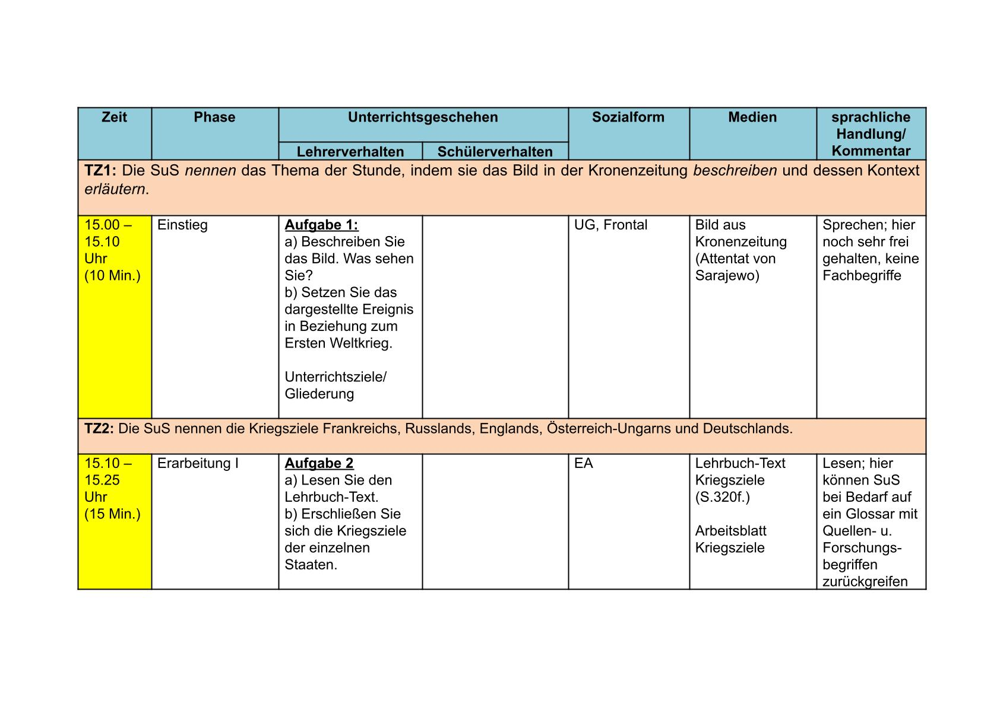 Zeit
Phase
Unterrichtsgeschehen
Sozialform
Medien
sprachliche
Handlung/
Kommentar
Lehrerverhalten
Schülerverhalten
TZ1: Die SuS nennen das Thema der Stunde, indem sie das Bild in der Kronenzeitung beschreiben und dessen Kontext
erläutern.
15.00 –
15.10
Uhr
(10 Min.)
Einstieg
Aufgabe 1:
a) Beschreiben Sie
das Bild. Was sehen
Sie?
b) Setzen Sie das
dargestellte Ereignis
in Beziehung zum
Ersten Weltkrieg.
Unterrichtsziele/
Gliederung
UG, Frontal
Bild aus
Kronenzeitung
(Attentat von
Sarajewo)
Sprechen; hier
noch sehr frei
gehalten, keine
Fachbegriffe
TZ2: Die SuS nennen die Kriegsziele Frankreichs, Russlands, Englands, Österreich-Ungarns und Deutschlands.
15.10 –
15.25
Uhr
(15 Min.)
Erarbeitung I
Aufgabe 2
a) Lesen Sie den
Lehrbuch-Text.
b) Erschließen Sie
sich die Kriegsziele
der einzelnen
Staaten.
EA
Lehrbuch-Text
Kriegsziele
(S.320f.)
Arbeitsblatt
Kriegsziele
Lesen; hier
können SuS
bei Bedarf auf
ein Glossar mit
Quellen- u.
Forschungs-
begriffen
zurückgreifen